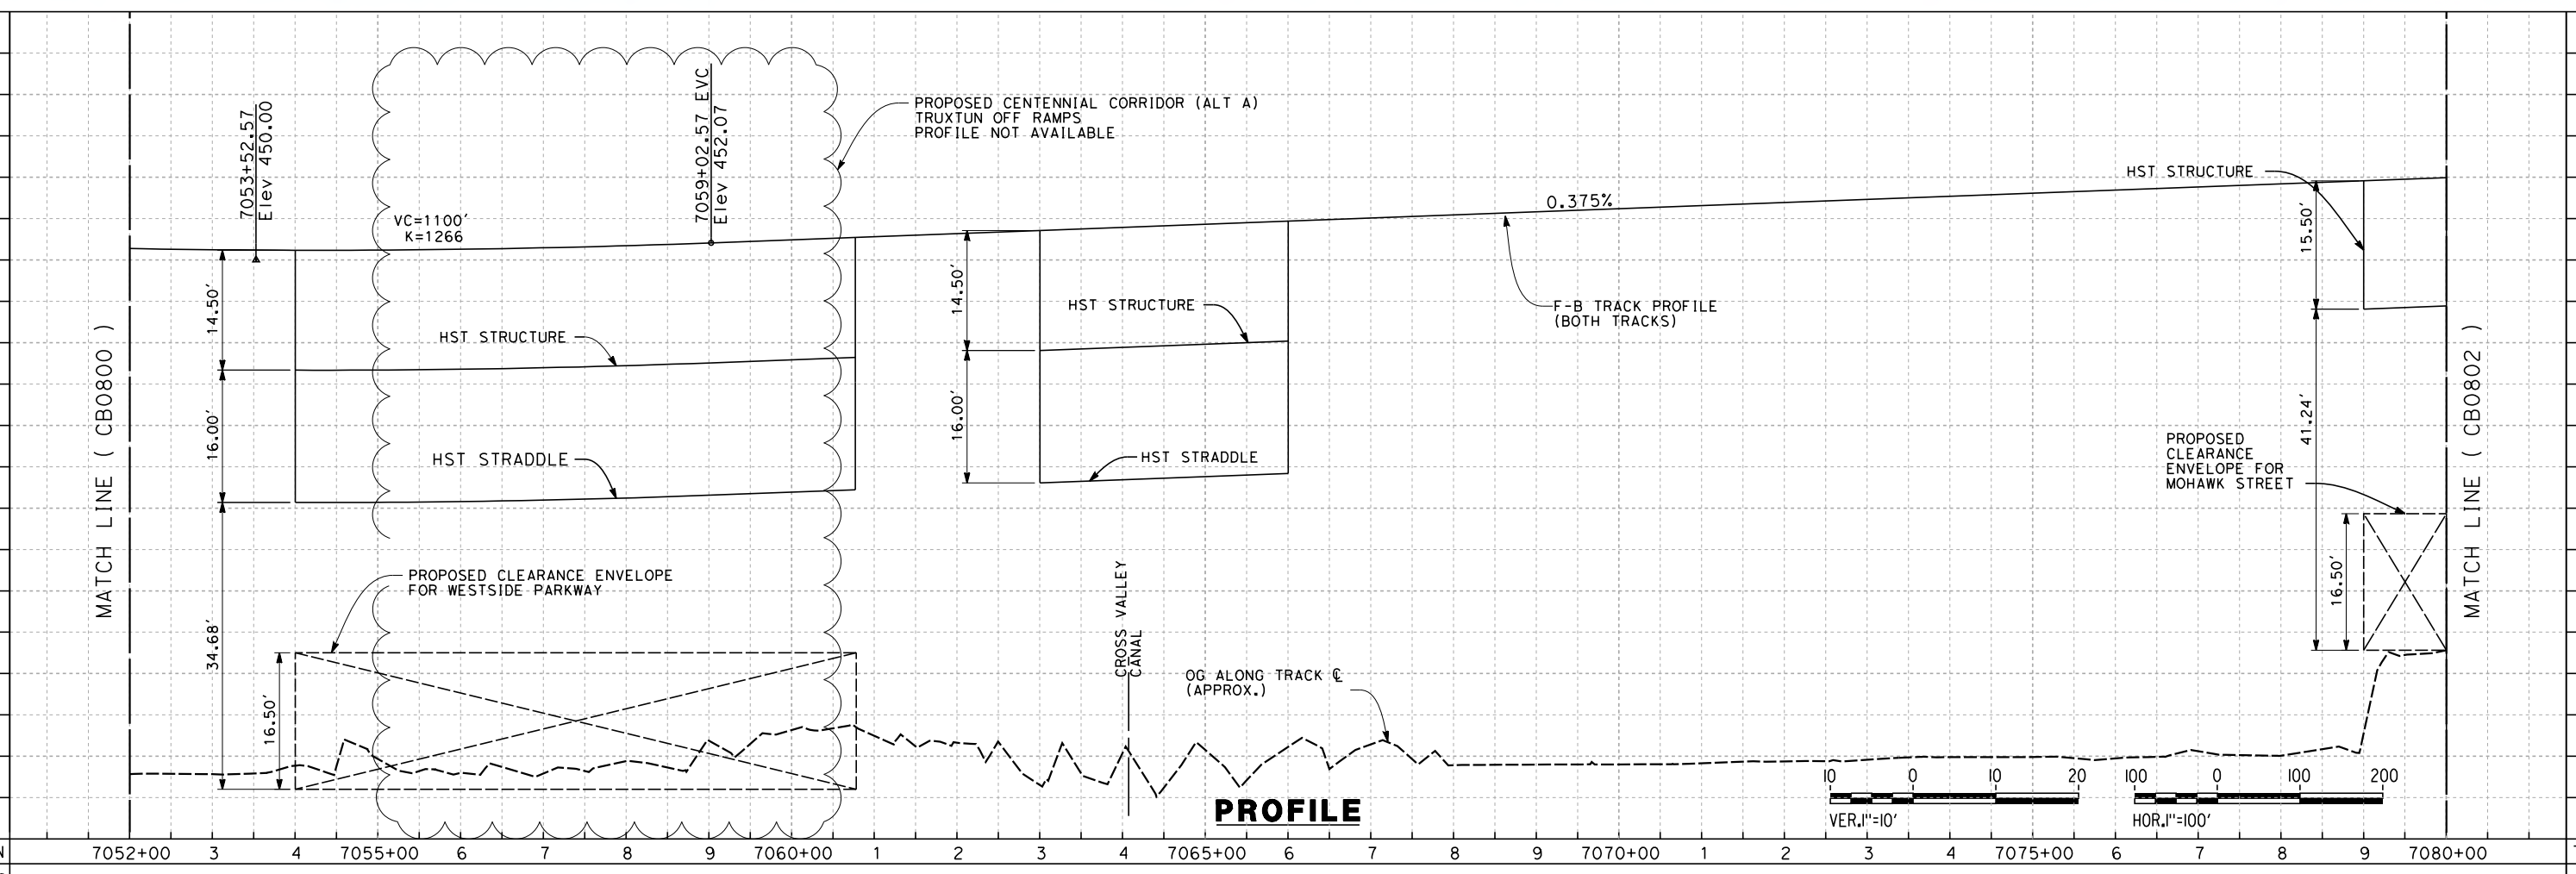 7053+52.57
Elev 450.00
7059+02.57 EVC
Elev 452.07
PROPOSED CENTENNIAL CORRIDOR (ALT A)
TRUXTUN OFF RAMPS
PROFILE NOT AVAILABLE
HST STRUCTURE
0.375%
VC=1100'
K=1266
15.50'
14.50'
14.50'
HST STRUCTURE
F-B TRACK PROFILE
(BOTH TRACKS)
HST STRUCTURE
MATCH LINE ( CB0800 )
MATCH LINE ( CB0802 )
16.00'
16.00'
41.24'
HST STRADDLE
HST STRADDLE
PROPOSED
CLEARANCE
ENVELOPE FOR
MOHAWK STREET
16.50'
PROPOSED CLEARANCE ENVELOPE
FOR WESTSIDE PARKWAY
34.68'
16.50'
CROSS VALLEY
CANAL
OG ALONG TRACK ℄
(APPROX.)
PROFILE
10 0 10 20
VER.1"=10'
100 0 100 200
HOR.1"=100'
7052+00 3 4 7055+00 6 7 8 9 7060+00 1 2 3 4 7065+00 6 7 8 9 7070+00 1 2 3 4 7075+00 6 7 8 9 7080+00